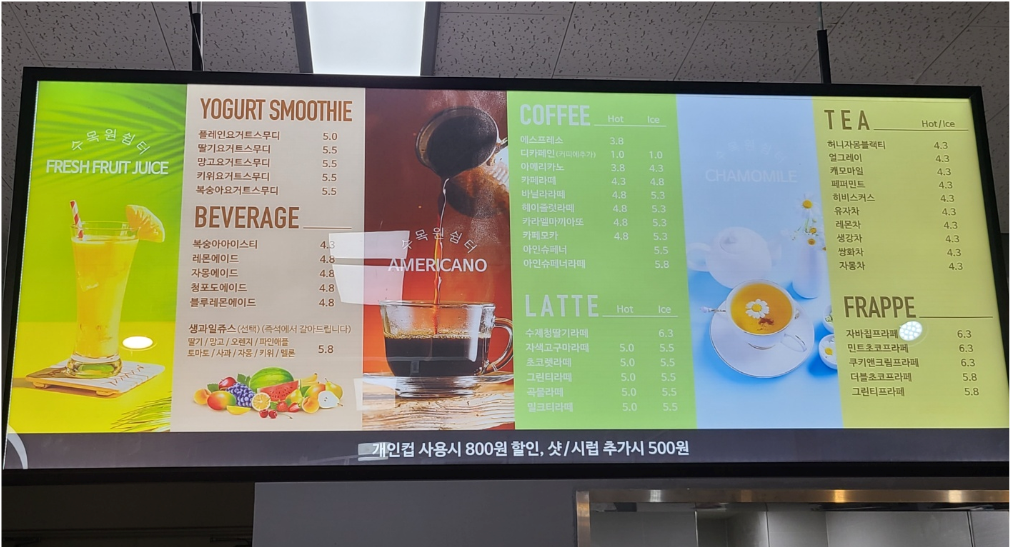 숏목원쉼터
FRESH FRUIT JUICE
YOGURT SMOOTHIE
플레인요거트스무디 5.0
딸기요거트스무디 5.5
망고요거트스무디 5.5
키위요거트스무디 5.5
복숭아요거트스무디 5.5
BEVERAGE
복숭아아이스티 4.3
레몬에이드 4.8
자몽에이드 4.8
청포도에이드 4.8
블루레몬에이드 4.8
생과일쥬스 (선택) (즉석에서 갈아드립니다)
딸기 / 망고 / 오렌지 / 파인애플
토마토 / 사과 / 자몽 / 키위 / 멜론 5.8
목원쉼터
AMERICANO
COFFEE Hot Ice
에스프레소 3.8
디카페인(커피메추가) 1.0 1.0
아메리카노 3.8 4.3
카페라떼 4.3 4.8
바닐라라떼 4.8 5.3
헤이즐넛라떼 4.8 5.3
카라멜마끼아또 4.8 5.3
카페모카 4.8 5.3
아인슈페너 5.5
아인슈페너라떼 5.8
LATTE Hot Ice
수제청딸기라떼 6.3
자색고구마라떼 5.0 5.5
초코렛라떼 5.0 5.5
그린티라떼 5.0 5.5
곡물라떼 5.0 5.5
밀크티라떼 5.0 5.5
CHAMOMILE
TEA Hot/Ice
허니자몽블랙티 4.3
얼그레이 4.3
캐모마일 4.3
페퍼민트 4.3
히비스커스 4.3
유자차 4.3
레몬차 4.3
생강차 4.3
쌍화차 4.3
자몽차 4.3
FRAPPE
자바칩프라페 6.3
민트초코프라페 6.3
쿠키앤크림프라페 6.3
더블초코프라페 5.8
그린티프라페 5.8
개인컵 사용시 800원 할인, 샷/시럽 추가시 500원